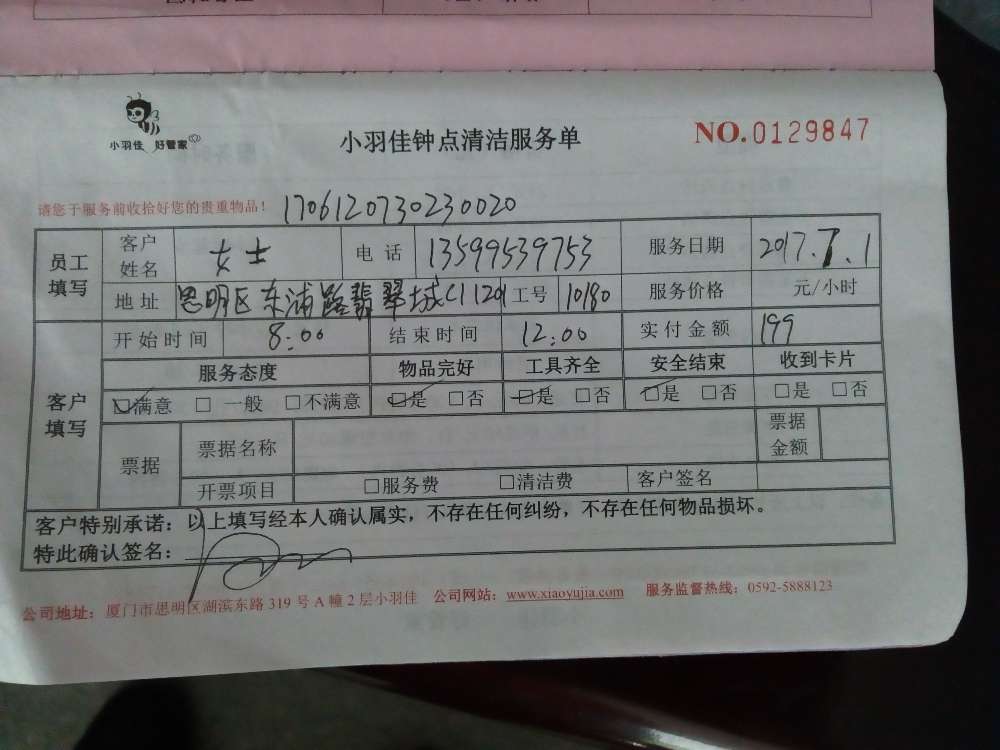 小羽佳 好管家
小羽佳钟点清洁服务单
NO.0129847
请您于服务前收拾好您的贵重物品！ 1706120730230020
员工填写 客户姓名 女士 电话 13599539753 服务日期 2017.7.1
地址 思明区东浦路翡翠城C1 1201 工号 10180 服务价格 元/小时
客户填写 开始时间 8:00 结束时间 12:00 实付金额 199
服务态度 物品完好 工具齐全 安全结束 收到卡片
☑满意 □一般 □不满意 ☑是 □否 ☑是 □否 ☑是 □否 □是 □否
票据 票据名称 票据金额
开票项目 □服务费 □清洁费 客户签名
客户特别承诺：以上填写经本人确认属实，不存在任何纠纷，不存在任何物品损坏。
特此确认签名：
公司地址：厦门市思明区湖滨东路319号A幢2层小羽佳 公司网站：www.xiaoyujia.com 服务监督热线：0592-5888123